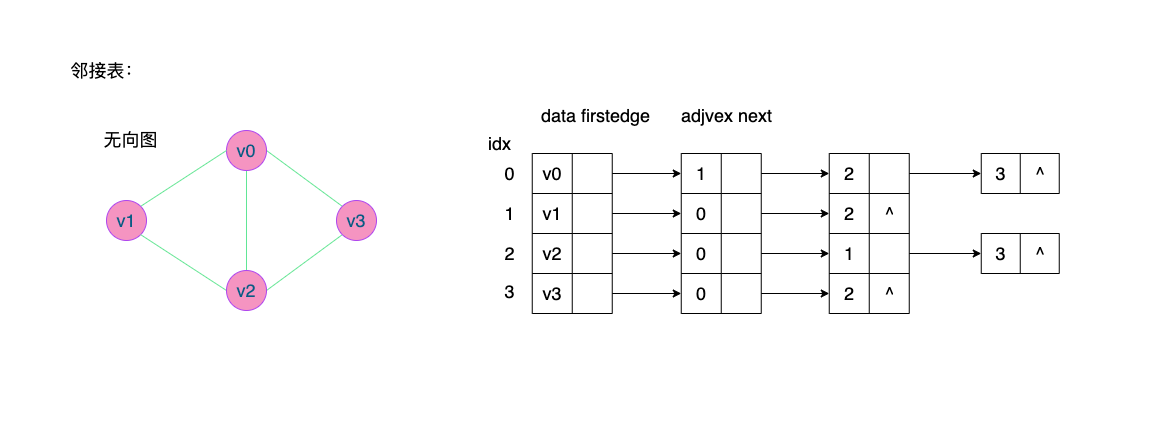 邻接表：
data firstedge adjvex next
无向图
idx
v0
v1
v3
v2
0 v0 1 2 3 ^
1 v1 0 2 ^
2 v2 0 1 3 ^
3 v3 0 2 ^